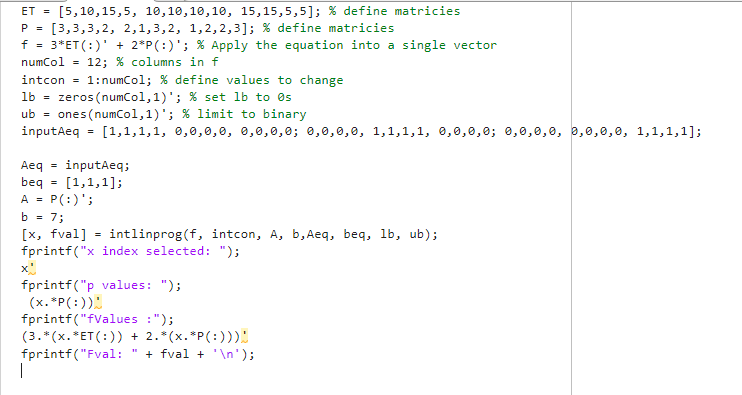 ET = [5,10,15,5, 10,10,10,10, 15,15,5,5]; % define matricies
P = [3,3,3,2, 2,1,3,2, 1,2,2,3]; % define matricies
f = 3*ET(:)' + 2*P(:)'; % Apply the equation into a single vector
numCol = 12; % columns in f
intcon = 1:numCol; % define values to change
lb = zeros(numCol,1)'; % set lb to 0s
ub = ones(numCol,1)'; % limit to binary
inputAeq = [1,1,1,1, 0,0,0,0, 0,0,0,0; 0,0,0,0, 1,1,1,1, 0,0,0,0; 0,0,0,0, 0,0,0,0, 1,1,1,1];
Aeq = inputAeq;
beq = [1,1,1];
A = P(:)';
b = 7;
[x, fval] = intlinprog(f, intcon, A, b,Aeq, beq, lb, ub);
fprintf("x index selected: ");
x'
fprintf("p values: ");
(x.*P(:))'
fprintf("fValues :");
(3.*(x.*ET(:)) + 2.*(x.*P(:)))'
fprintf("Fval: " + fval + '\n');